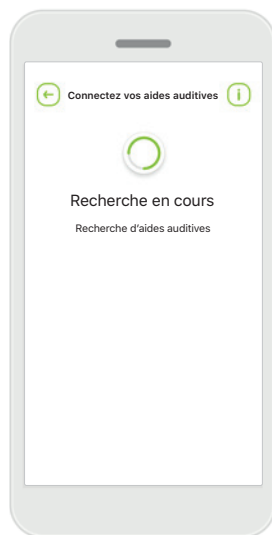 Connectez vos aides auditives
Recherche en cours
Recherche d'aides auditives